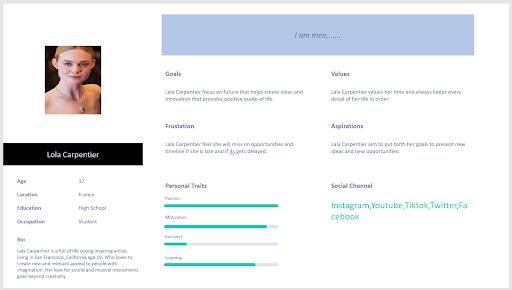 I am mee,......
Goals
Lala Carpentier focus on future that helps create ideas and
innovation that provides positive quote of life.
Values
Lala Carpentier values her time and always keeps every
detail of her life in order.
Frustation
Lala Carpentier fear she will miss on opportunities and
timeline if she is late and if its gets delayed.
Aspirations
Lala Carpentier aim to put forth her goals to present new
ideas and new opportunities.
Lola Carpentier
Age 17
Location France
Education High School
Occupation Student
Bio
Lala Carpentier is a full of life young inspiring artists
living in San Francisco, California age 19. Who loves to
create new and relevant appeal to people with
imagination. Her love for sound and musical instruments
goes beyond creativity.
Personal Traits
Passion
Motivation
Introvert
Learning
Social Channel
Instagram,Youtube,Tiktok,Twitter,Fa
cebook